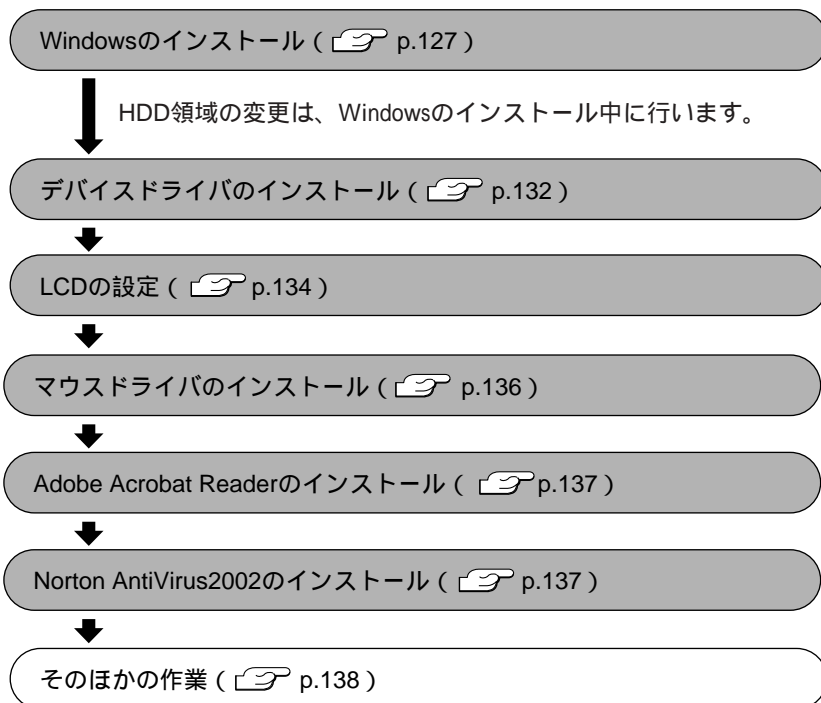 Windowsのインストール( p.127)
HDD領域の変更は、Windowsのインストール中に行います。
デバイスドライバのインストール( p.132)
LCDの設定( p.134)
マウスドライバのインストール( p.136)
Adobe Acrobat Readerのインストール( p.137)
Norton AntiVirus2002のインストール( p.137)
そのほかの作業( p.138)